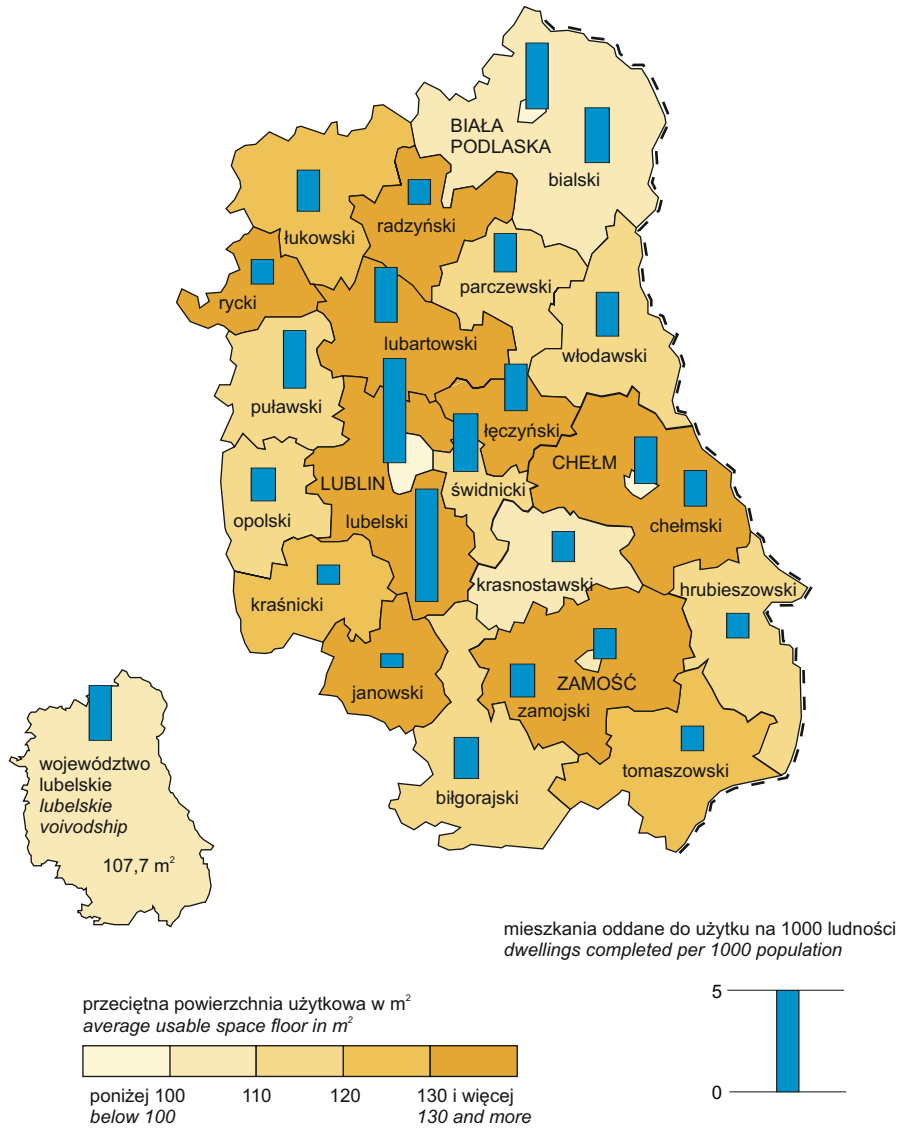 BIAŁA
PODLASKA
bialski
łukowski
radzyński
parczewski
rycki
lubartowski
włodawski
puławski
łęczyński
CHEŁM
LUBLIN
świdnicki
opolski
lubelski
chełmski
krasnostawski
hrubieszowski
kraśnicki
janowski
ZAMOŚĆ
zamojski
tomaszowski
biłgorajski
województwo
lubelskie
lubelskie
voivodship
107,7 m²
mieszkania oddane do użytku na 1000 ludności
dwellings completed per 1000 population
5
0
przeciętna powierzchnia użytkowa w m²
average usable space floor in m²
poniżej 100 110 120 130 i więcej
below 100 130 and more